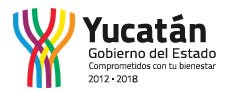 Yucatán
Gobierno del Estado
Comprometidos con tu bienestar
2012 • 2018